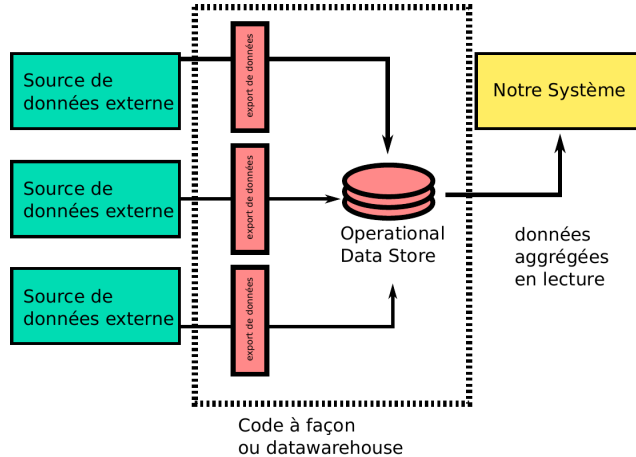 Source de
données externe
export de données
Source de
données externe
export de données
Source de
données externe
export de données
Operational
Data Store
Notre Système
données
aggrégées
en lecture
Code à façon
ou datawarehouse